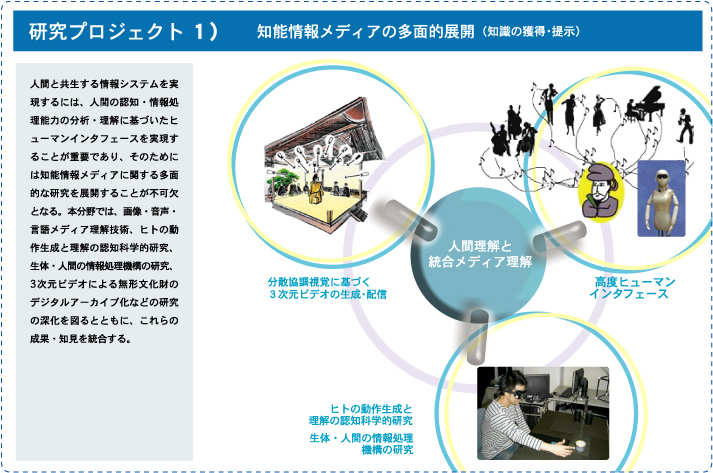 研究プロジェクト 1） 知能情報メディアの多面的展開（知識の獲得・提示）
人間と共生する情報システムを実
現するには、人間の認知・情報処
理能力の分析・理解に基づいたヒ
ューマンインタフェースを実現す
ることが重要であり、そのために
は知能情報メディアに関する多面
的な研究を展開することが不可欠
となる。本分野では、画像・音声・
言語メディア理解技術、ヒトの動
作生成と理解の認知科学的研究、
生体・人間の情報処理機構の研究、
3次元ビデオによる無形文化財の
デジタルアーカイブ化などの研究
の深化を図るとともに、これらの
成果・知見を統合する。
人間理解と
統合メディア理解
分散協調視覚に基づく
3次元ビデオの生成・配信
高度ヒューマン
インタフェース
ヒトの動作生成と
理解の認知科学的研究
生体・人間の情報処理
機構の研究